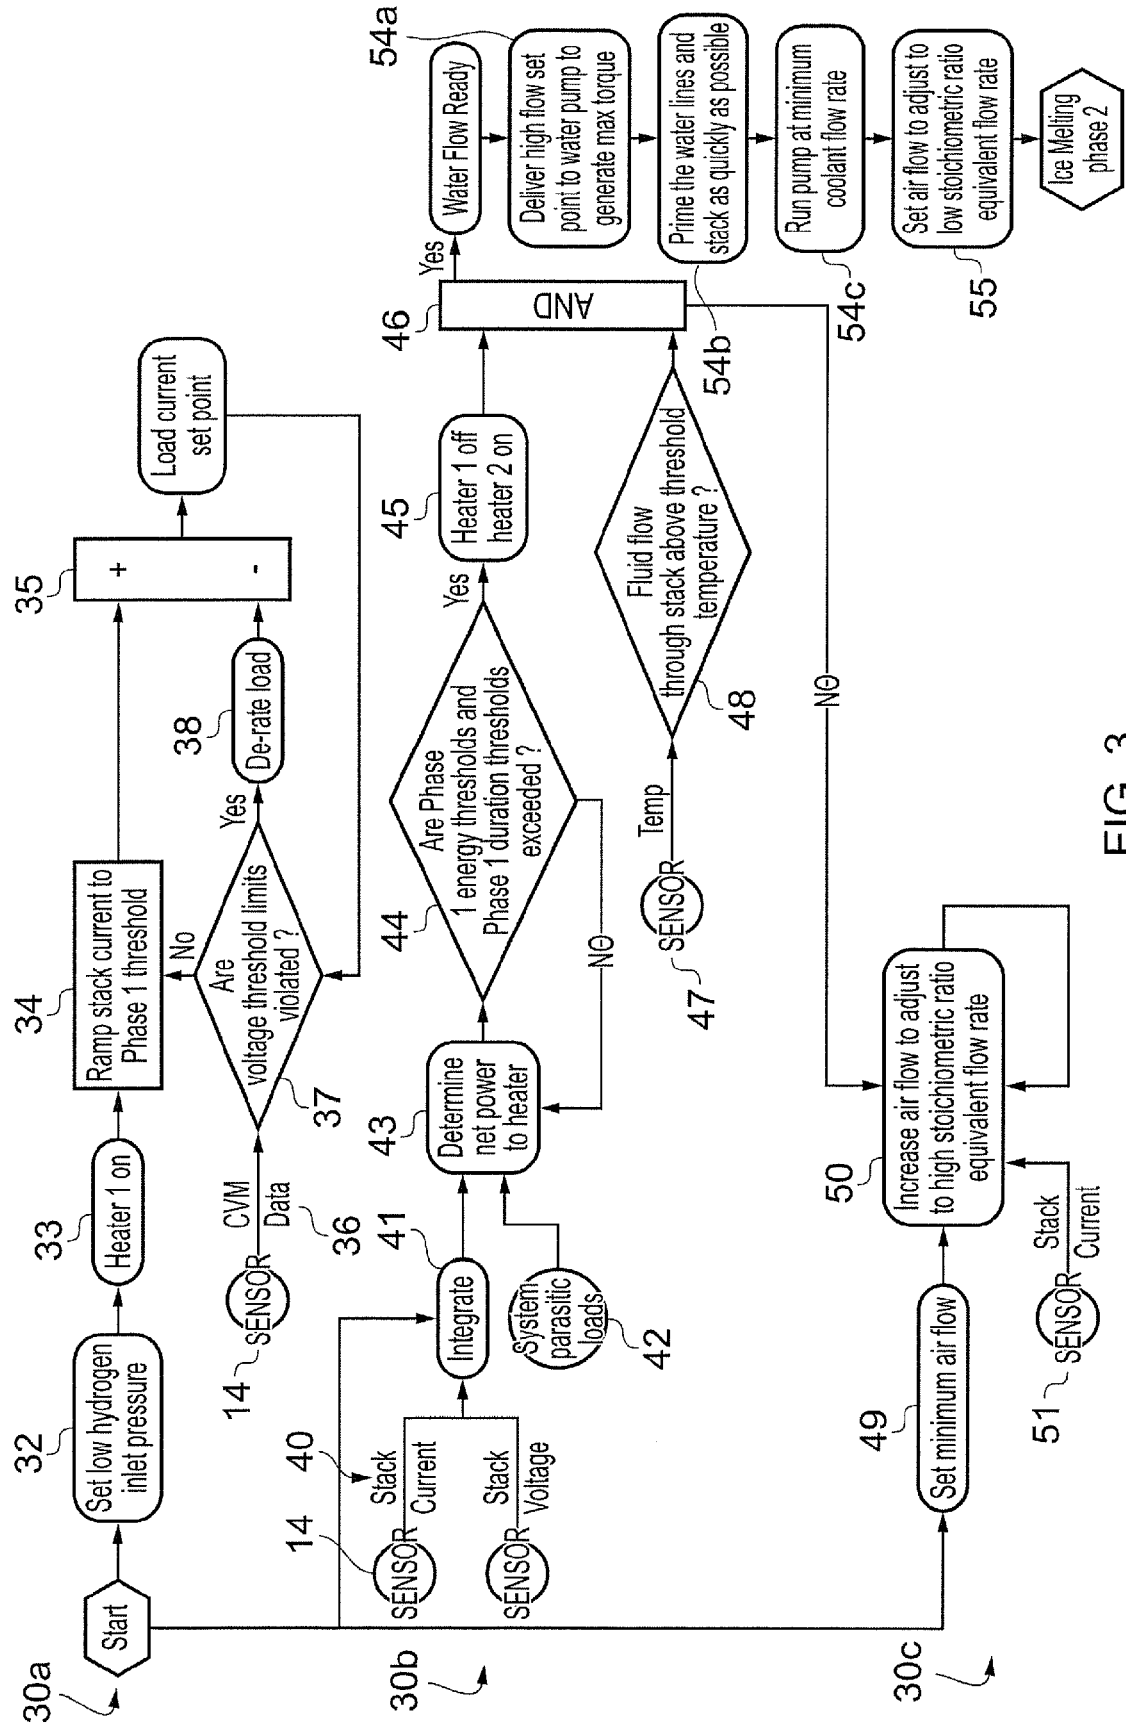 30a
Start
32
Set low hydrogen
inlet pressure
33
Heater 1 on
34
Ramp stack current to
Phase 1 threshold
35
+
-
Load current
set point
14
SENSOR
CVM
Data
36
37
Are
voltage threshold limits
violated ?
No
Yes
38
De-rate load
30b
14
SENSOR
40
Stack
Current
SENSOR
Stack
Voltage
41
Integrate
System
parasitic
loads
42
43
Determine
net power
to heater
44
Are Phase
1 energy thresholds and
Phase 1 duration thresholds
exceeded ?
NO
Yes
45
Heater 1 off
heater 2 on
46
AND
Yes
47
SENSOR
Temp
48
Fluid flow
through stack above threshold
temperature ?
NO
Water Flow Ready
54a
Deliver high flow set
point to water pump to
generate max torque
54b
Prime the water lines and
stack as quickly as possible
54c
Run pump at minimum
coolant flow rate
55
Set air flow to adjust to
low stoichiometric ratio
equivalent flow rate
Ice Melting
phase 2
30c
49
Set minimum air flow
50
Increase air flow to adjust
to high stoichiometric ratio
equivalent flow rate
51
SENSOR
Stack
Current
FIG. 3